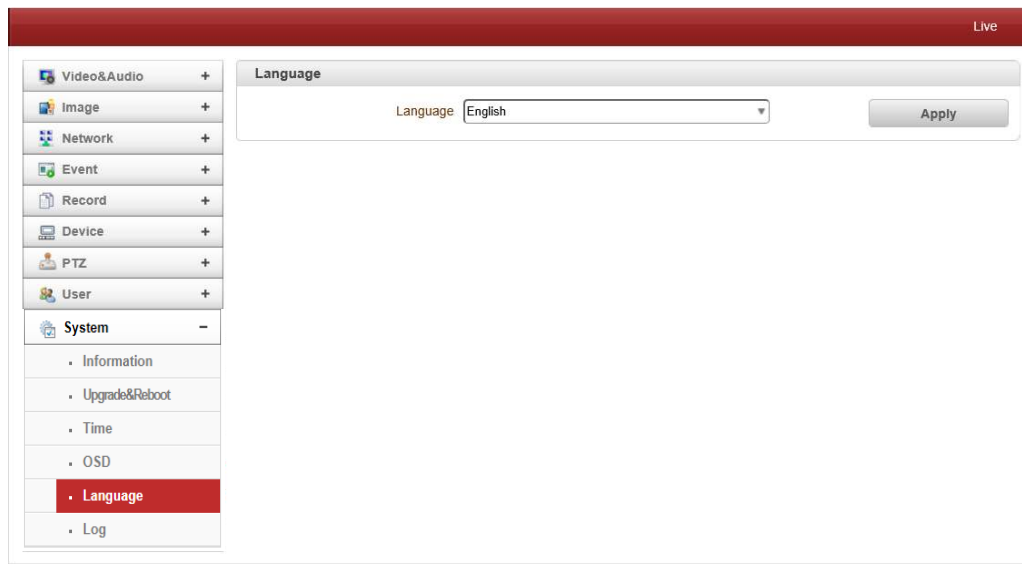 Live
Video&Audio +
Image +
Network +
Event +
Record +
Device +
PTZ +
User +
System −
Information
Upgrade&Reboot
Time
OSD
Language
Log
Language
Language English
Apply